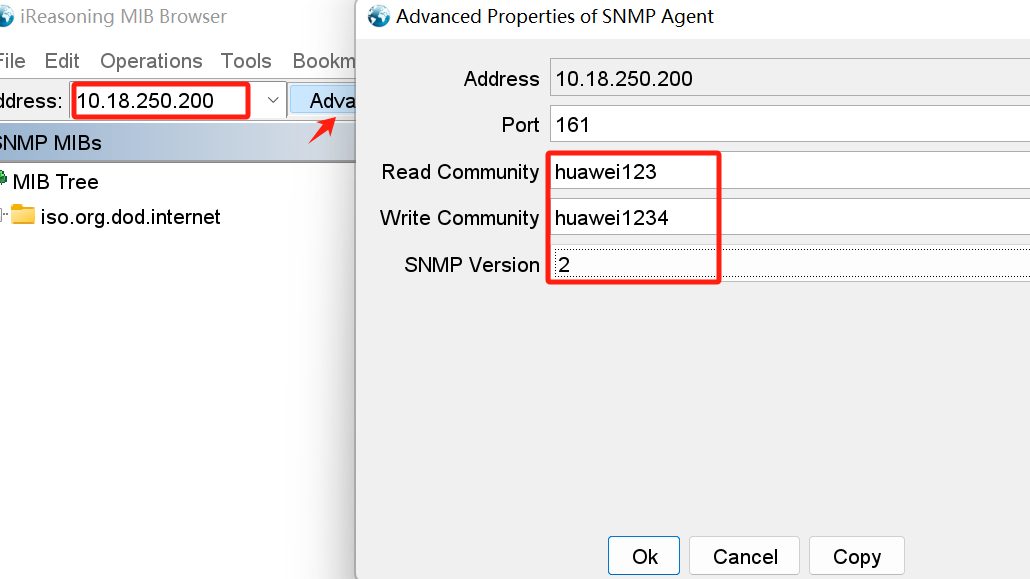 iReasoning MIB Browser
File Edit Operations Tools Bookm
ddress: 10.18.250.200 Adva
SNMP MIBs
MIB Tree
iso.org.dod.internet
Advanced Properties of SNMP Agent
Address 10.18.250.200
Port 161
Read Community huawei123
Write Community huawei1234
SNMP Version 2
Ok Cancel Copy